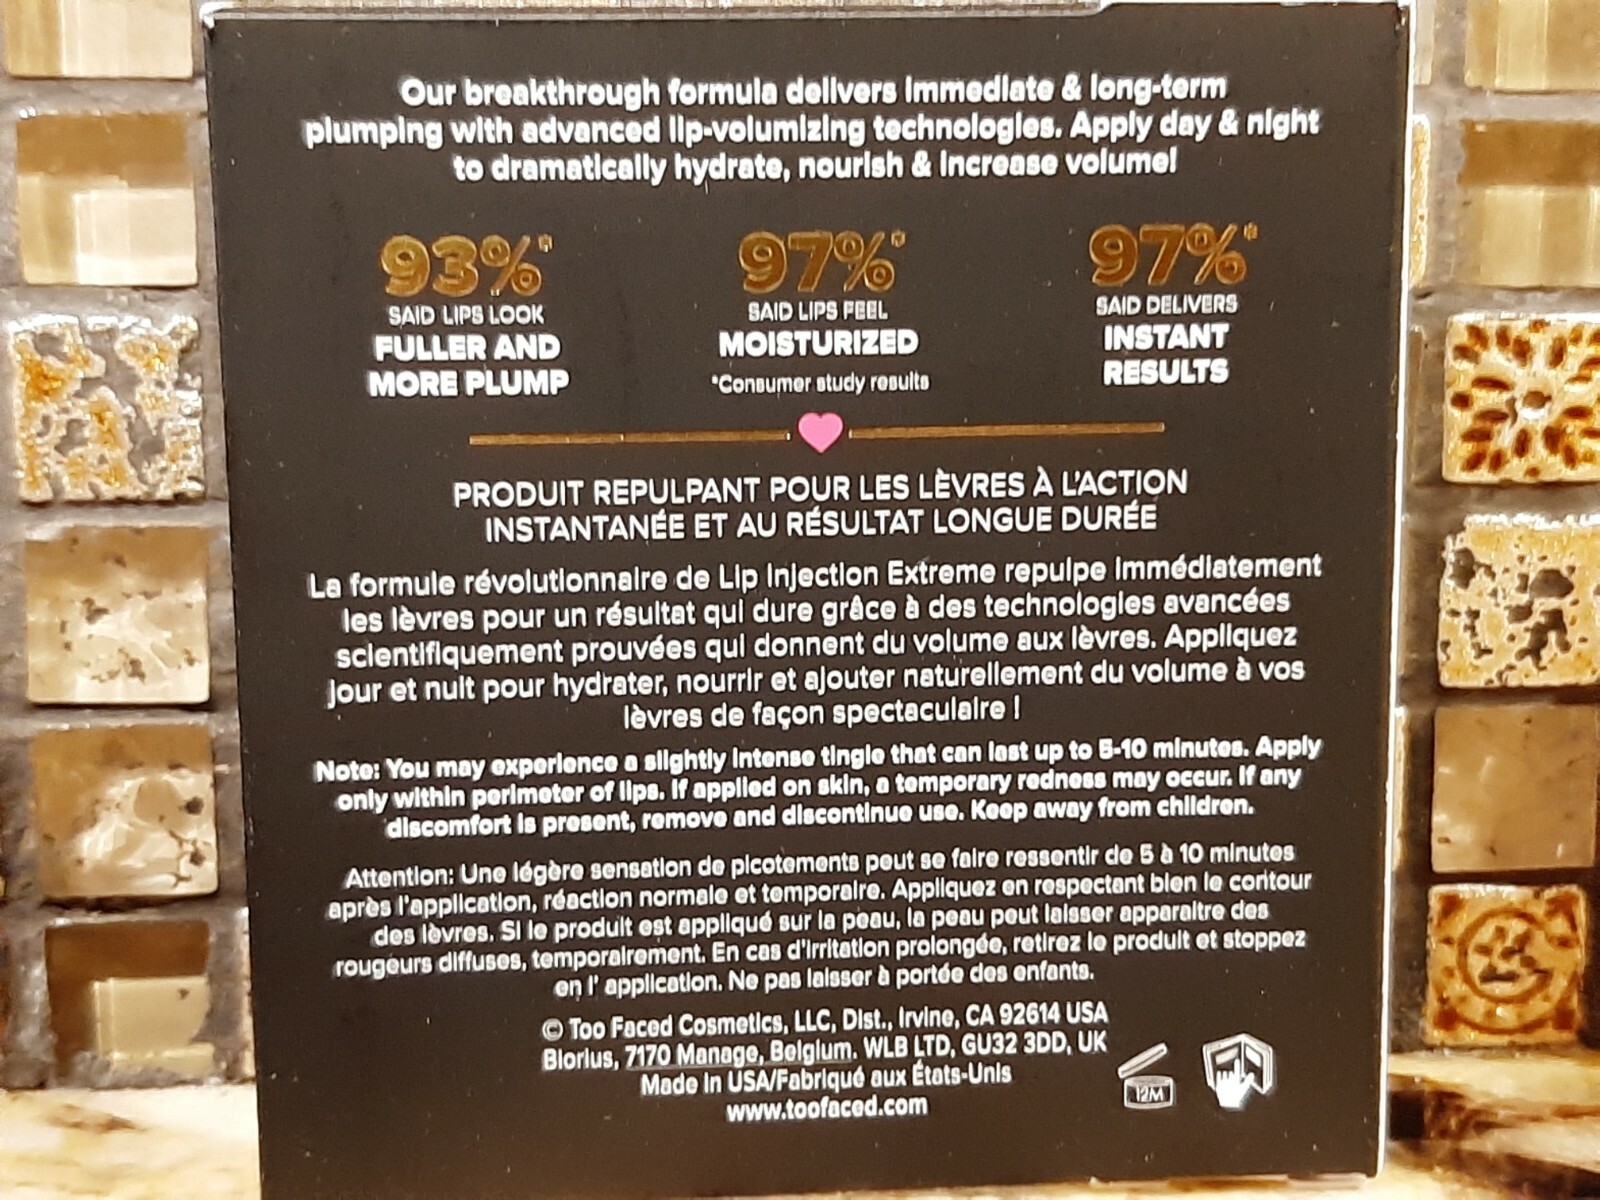 Our breakthrough formula delivers immediate & long-term
plumping with advanced lip-volumizing technologies. Apply day & night
to dramatically hydrate, nourish & increase volume!
93%* 97%* 97%*
SAID LIPS LOOK SAID LIPS FEEL SAID DELIVERS
FULLER AND MOISTURIZED INSTANT
MORE PLUMP *Consumer study results RESULTS
PRODUIT REPULPANT POUR LES LÈVRES À L'ACTION
INSTANTANÉE ET AU RÉSULTAT LONGUE DURÉE
La formule révolutionnaire de Lip Injection Extreme repulpe immédiatement
les lèvres pour un résultat qui dure grâce à des technologies avancées
scientifiquement prouvées qui donnent du volume aux lèvres. Appliquez
jour et nuit pour hydrater, nourrir et ajouter naturellement du volume à vos
lèvres de façon spectaculaire !
Note: You may experience a slightly intense tingle that can last up to 5-10 minutes. Apply
only within perimeter of lips. If applied on skin, a temporary redness may occur. If any
discomfort is present, remove and discontinue use. Keep away from children.
Attention: Une légère sensation de picotements peut se faire ressentir de 5 à 10 minutes
après l'application, réaction normale et temporaire. Appliquez en respectant bien le contour
des lèvres. Si le produit est appliqué sur la peau, la peau peut laisser apparaître des
rougeurs diffuses, temporairement. En cas d'irritation prolongée, retirez le produit et stoppez
en l' application. Ne pas laisser à portée des enfants.
© Too Faced Cosmetics, LLC, Dist., Irvine, CA 92614 USA
Biorius, 7170 Manage, Belgium. WLB LTD, GU32 3DD, UK
Made in USA/Fabriqué aux États-Unis
www.toofaced.com
12M